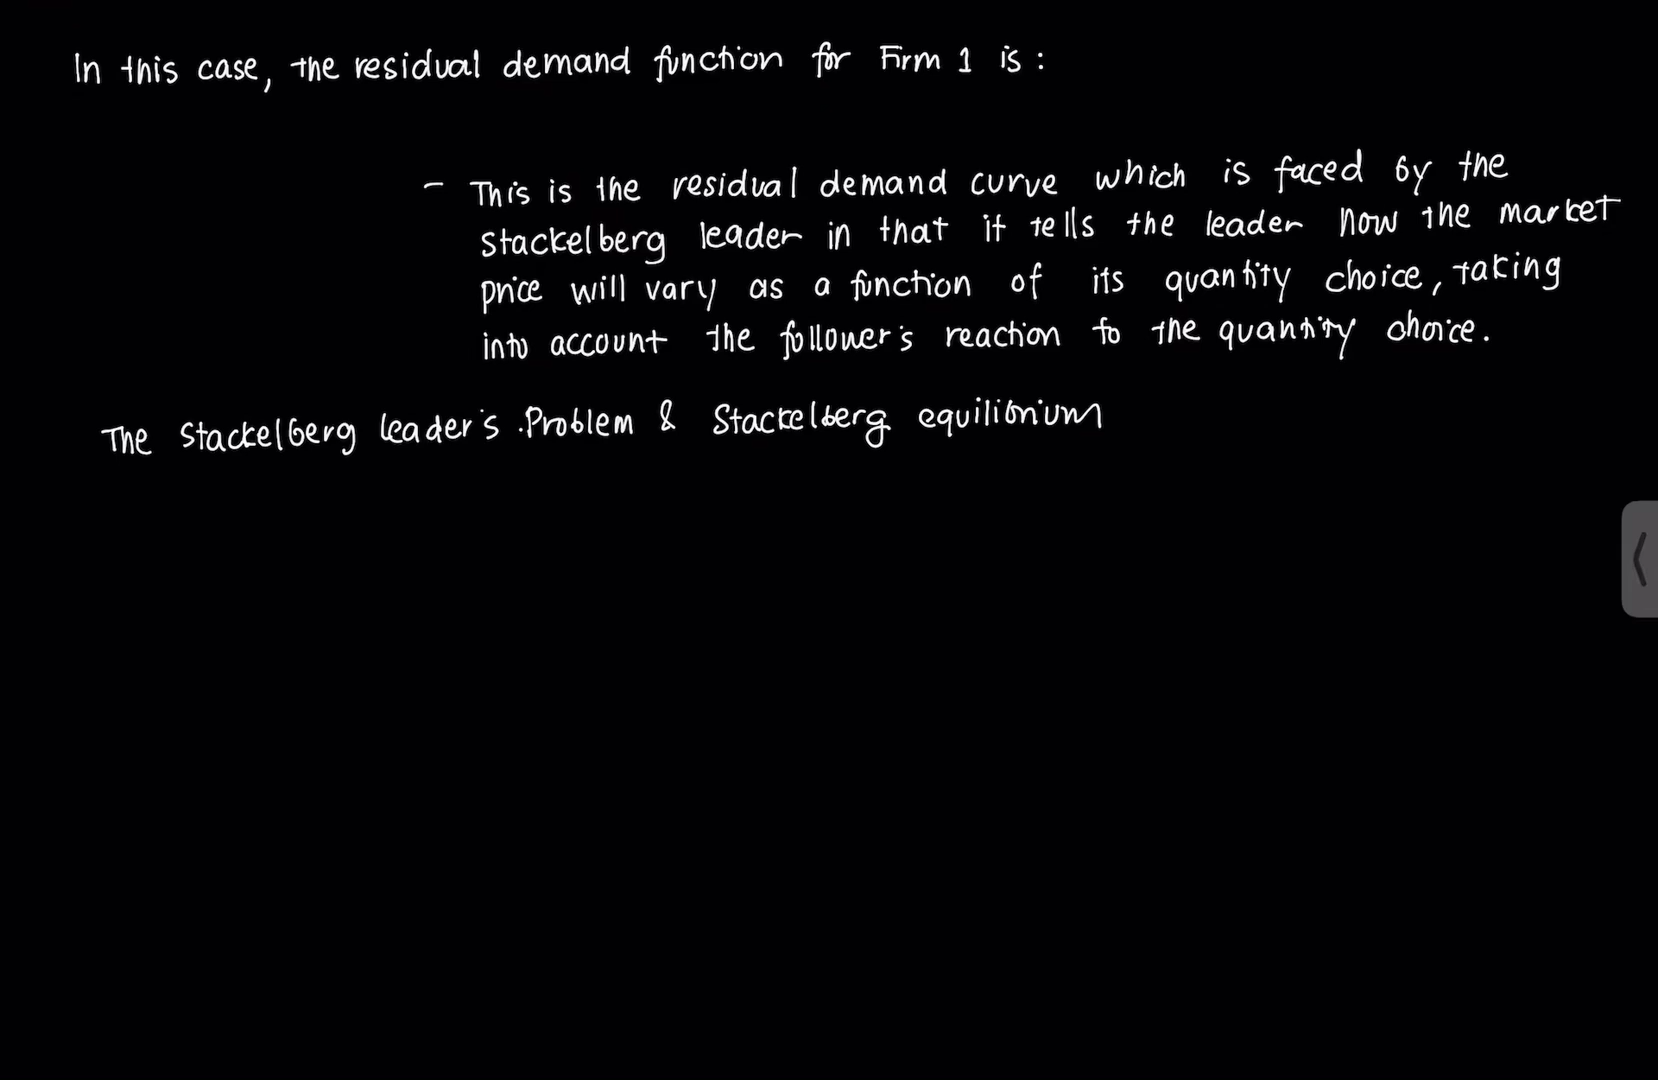 In this case, the residual demand function for Firm 1 is :
- This is the residual demand curve which is faced by the
stackelberg leader in that it tells the leader how the market
price will vary as a function of its quantity choice, taking
into account the follower's reaction to the quantity choice.
The Stackelberg leader's Problem & Stackelberg equilibrium